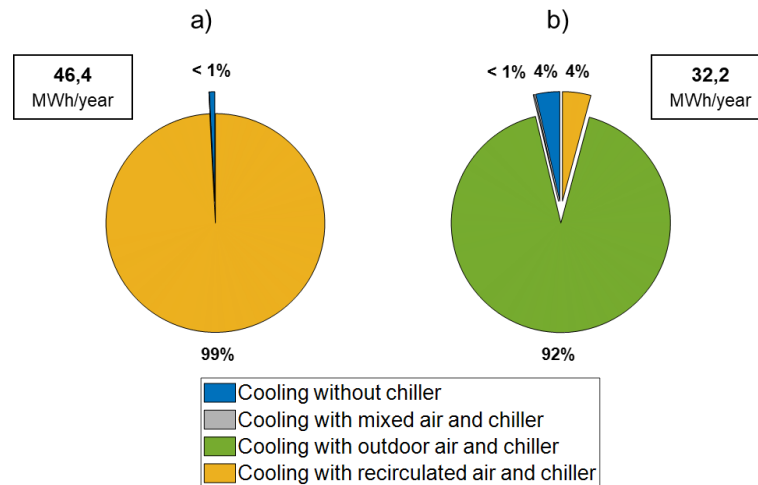 a)
b)
46,4
MWh/year
< 1%
< 1%
4%
4%
32,2
MWh/year
99%
92%
Cooling without chiller
Cooling with mixed air and chiller
Cooling with outdoor air and chiller
Cooling with recirculated air and chiller